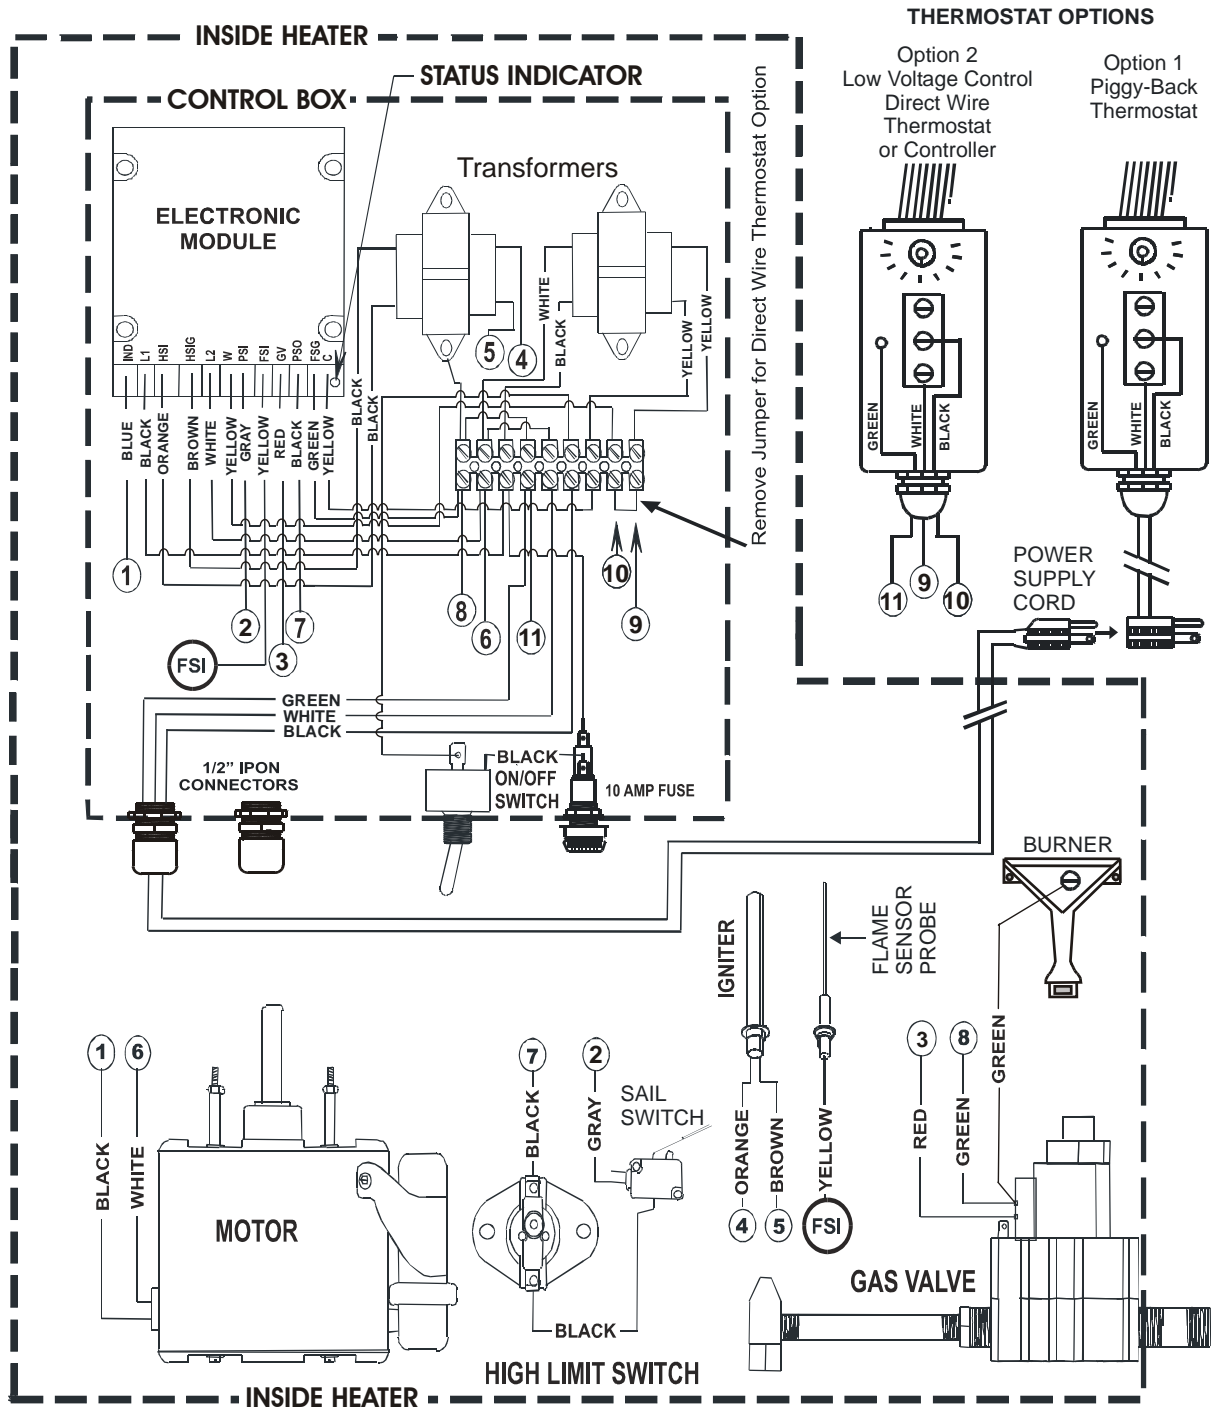 THERMOSTAT OPTIONS
INSIDE HEATER
Option 2
Low Voltage Control
Direct Wire
Thermostat
or Controller
Option 1
Piggy-Back
Thermostat
STATUS INDICATOR
CONTROL BOX
Remove Jumper for Direct Wire Thermostat Option
Transformers
ELECTRONIC
MODULE
IND
L1
HSI
HSIG
L2
W
PSI
FSI
GV
PSO
FSG
C
BLUE
BLACK
ORANGE
BROWN
WHITE
YELLOW
GRAY
YELLOW
RED
BLACK
GREEN
YELLOW
BLACK
BLACK
5
4
WHITE
BLACK
YELLOW
YELLOW
GREEN
WHITE
BLACK
GREEN
WHITE
BLACK
1
2
7
3
FSI
8
6
11
10
9
11
9
10
POWER
SUPPLY
CORD
GREEN
WHITE
BLACK
1/2” IPON
CONNECTORS
BLACK
ON/OFF
SWITCH
10 AMP FUSE
BURNER
IGNITER
FLAME
SENSOR
PROBE
1
6
7
2
3
8
GREEN
SAIL
SWITCH
BLACK
WHITE
BLACK
GRAY
ORANGE
BROWN
YELLOW
RED
GREEN
4
5
FSI
MOTOR
GAS VALVE
BLACK
HIGH LIMIT SWITCH
INSIDE HEATER